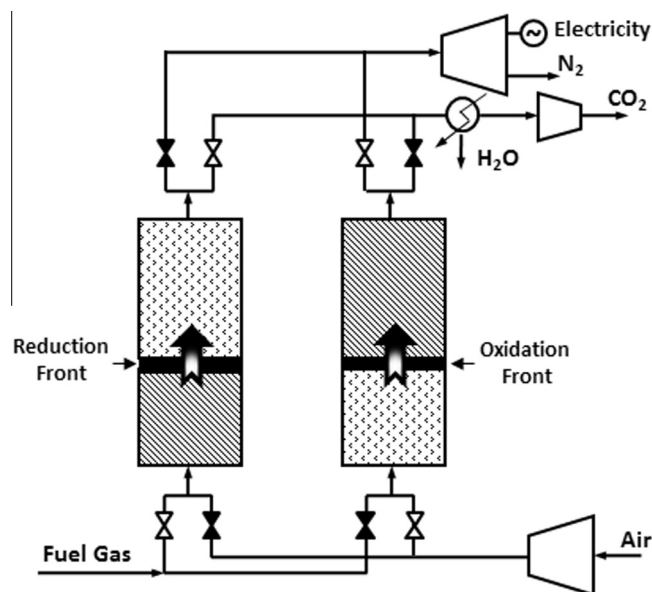 Electricity
N₂
CO₂
H₂O
Reduction
Front
Oxidation
Front
Fuel Gas
Air